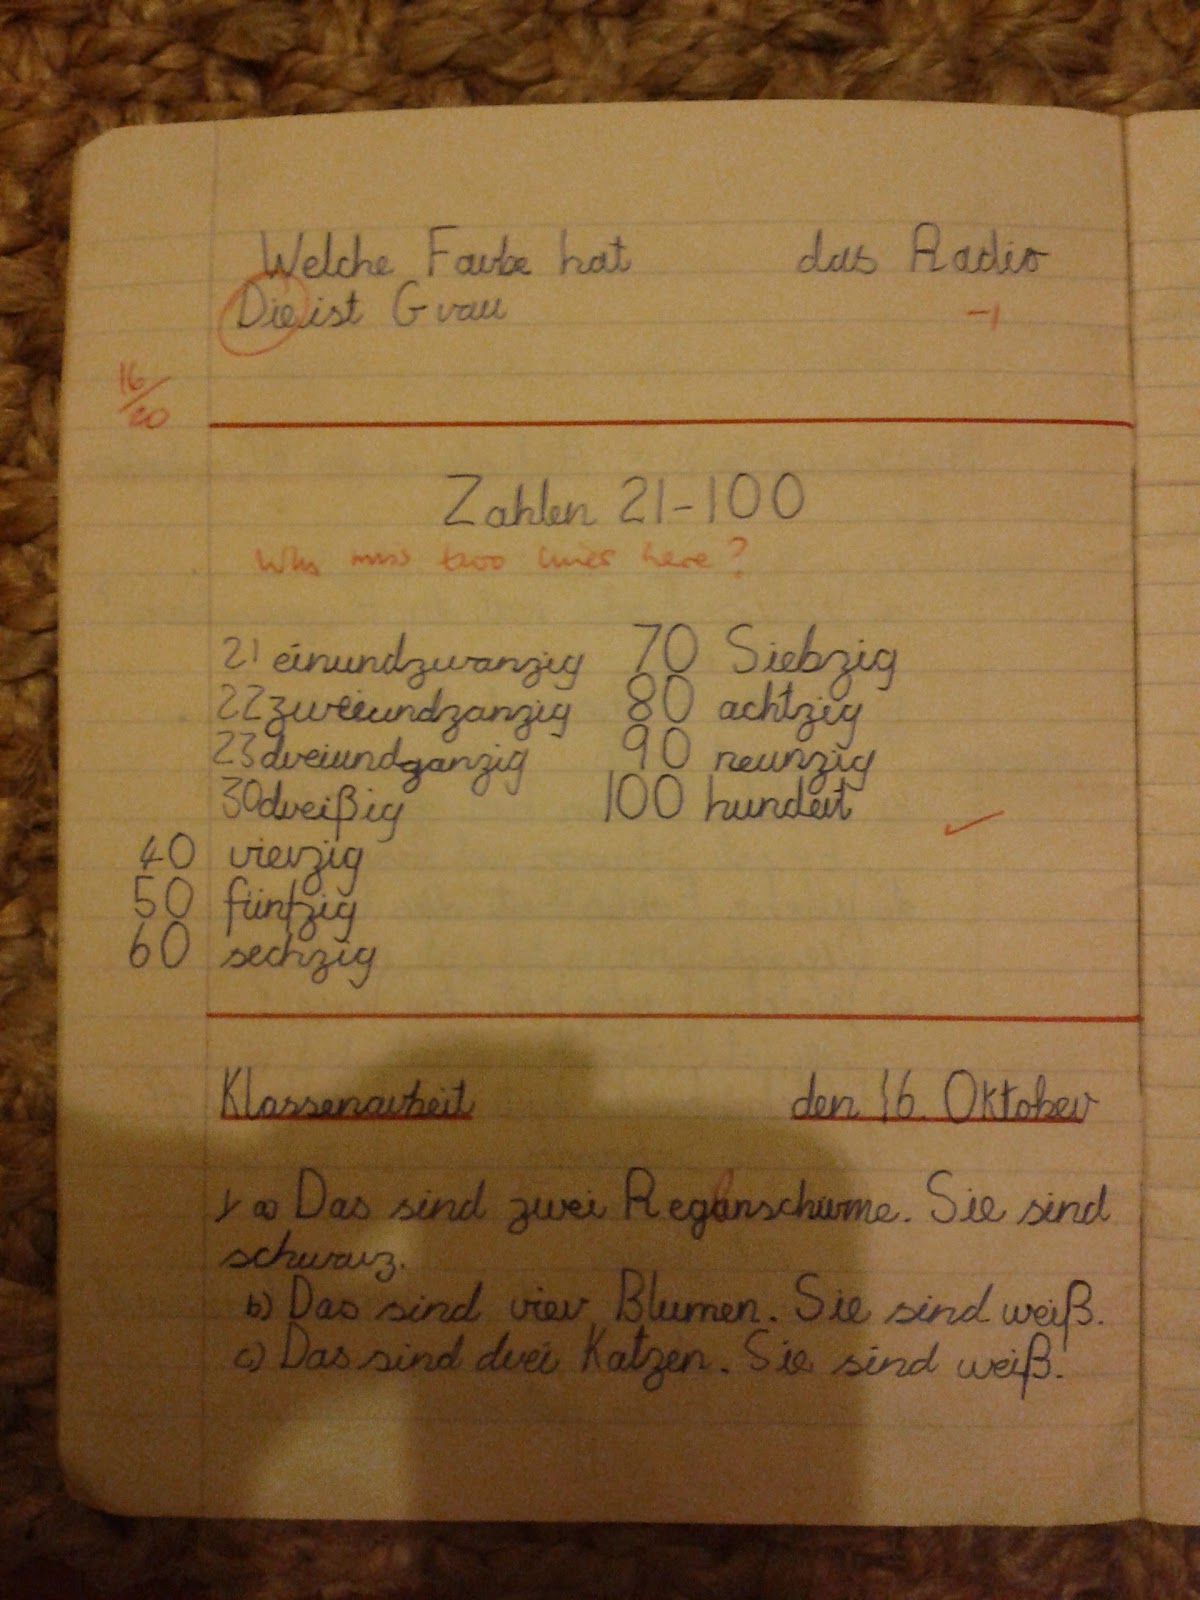 Welche Farbe hat das Radio
Die ist Grau -1
16/20
Zahlen 21-100
Why miss two lines here?
21 einundzwanzig 70 Siebzig
22 zweiundzanzig 80 achtzig
23 dreiundzanzig 90 neunzig
30 dreißig 100 hundert
40 vierzig
50 fünfzig
60 sechzig
Klassenarbeit den 16. Oktober
1 a) Das sind zwei Regenschirme. Sie sind
schwarz.
b) Das sind vier Blumen. Sie sind weiß.
c) Das sind drei Katzen. Sie sind weiß.